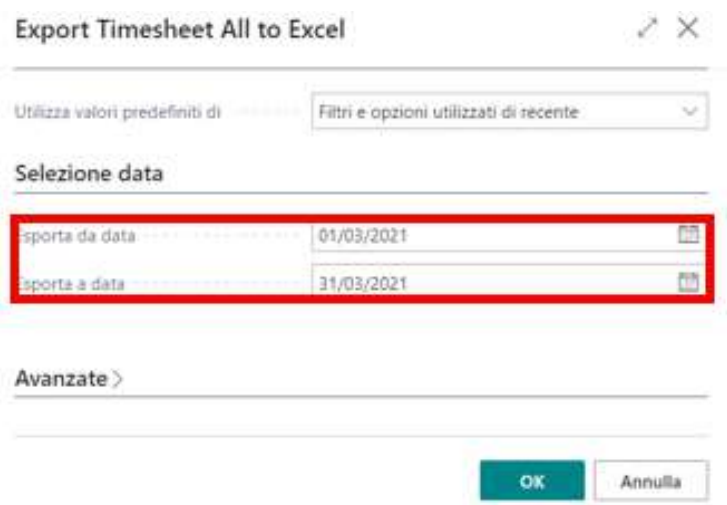 Export Timesheet All to Excel
Utilizza valori predefiniti di Filtri e opzioni utilizzati di recente
Selezione data
Esporta da data 01/03/2021
Esporta a data 31/03/2021
Avanzate >
OK Annulla